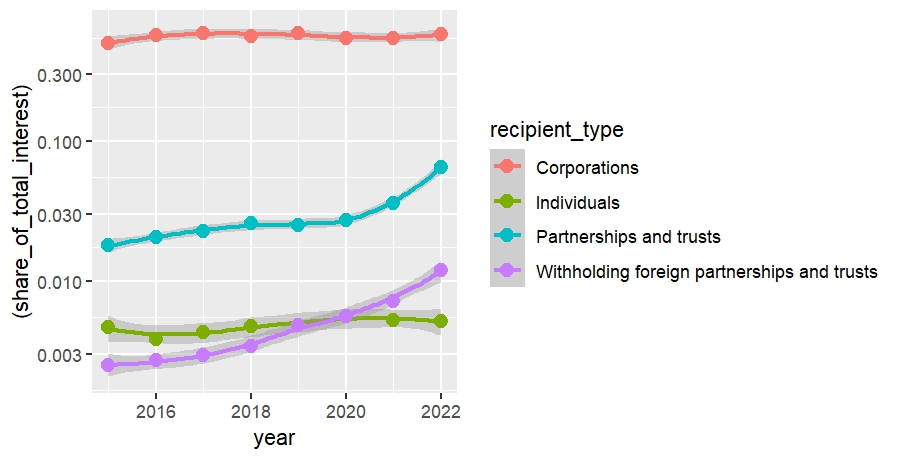 (share_of_total_interest)
0.300
0.100
0.030
0.010
0.003
2016
2018
2020
2022
year
recipient_type
Corporations
Individuals
Partnerships and trusts
Withholding foreign partnerships and trusts